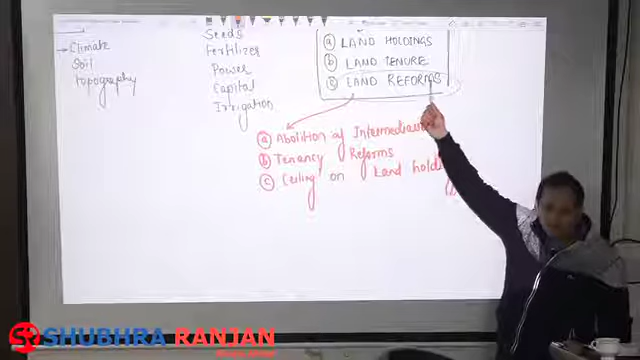 → Climate
Soil
topography
Seeds
Fertilizer
Power
Capital
Irrigation
ⓐ LAND HOLDINGS
ⓑ LAND TENURE
ⓒ LAND REFORMS
ⓐ Abolition of
ⓑ Tenancy Reforms
ⓒ Ceiling on Land hold
SHUBHRA RANJAN